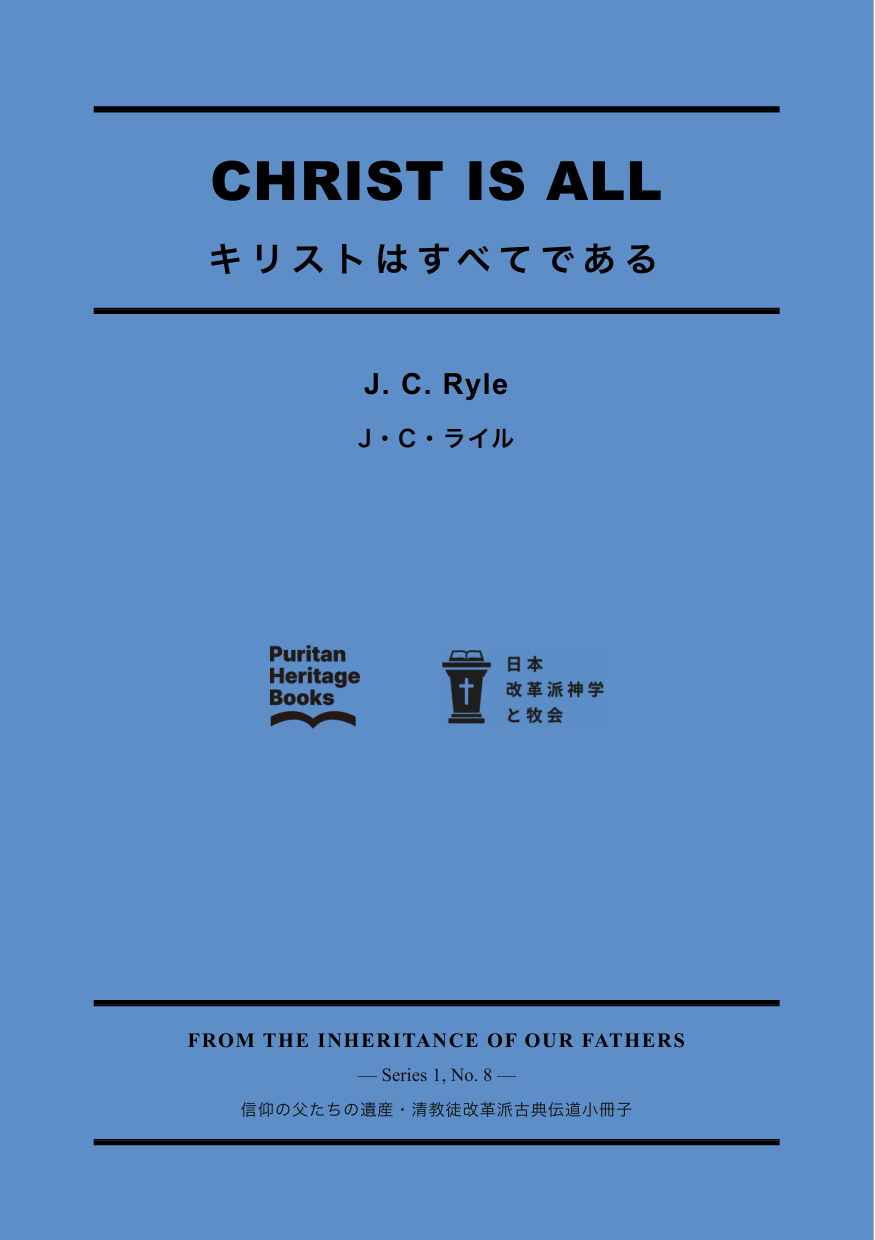 CHRIST IS ALL
キリストはすべてである
J. C. Ryle
J・C・ライル
Puritan
Heritage
Books
日本
改革派神学
と牧会
FROM THE INHERITANCE OF OUR FATHERS
— Series 1, No. 8 —
信仰の父たちの遺産・清教徒改革派古典伝道小冊子